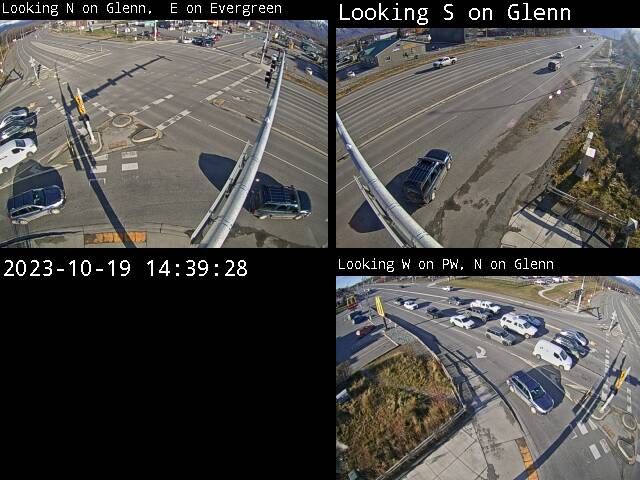 Looking N on Glenn,  E on Evergreen
Looking S on Glenn
2023-10-19 14:39:28
Looking W on PW, N on Glenn